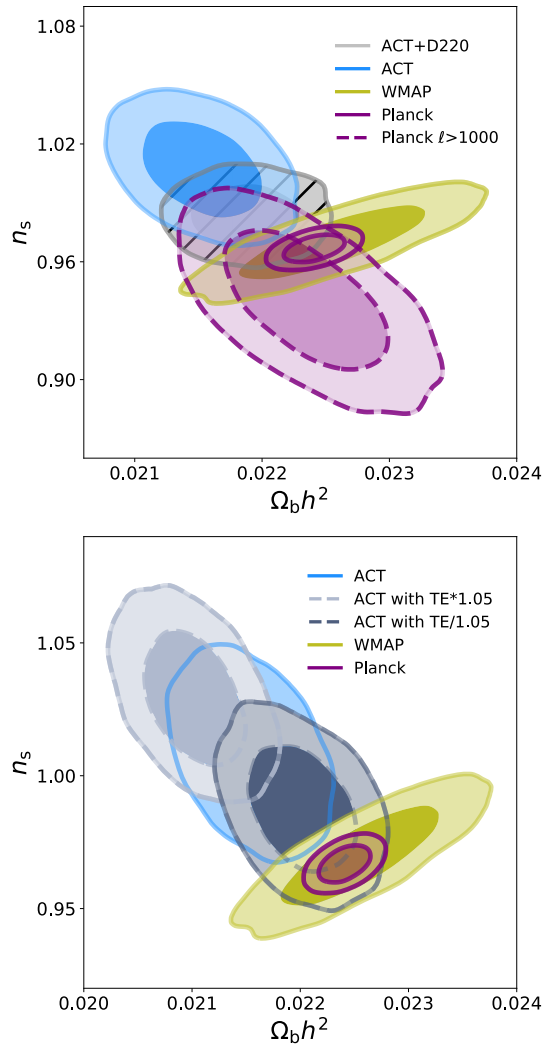 1.08
1.02
0.96
0.90
n_s
ACT+D220
ACT
WMAP
Planck
Planck ℓ>1000
0.021 0.022 0.023 0.024
Ω_b h²
1.05
1.00
0.95
n_s
ACT
ACT with TE*1.05
ACT with TE/1.05
WMAP
Planck
0.020 0.021 0.022 0.023 0.024
Ω_b h²